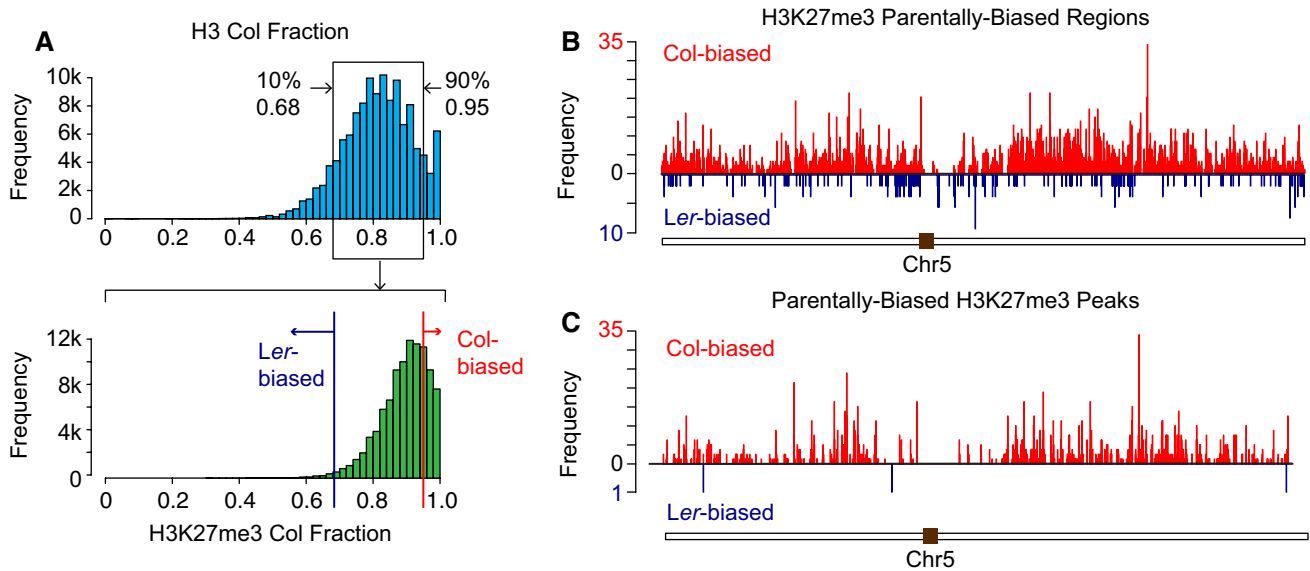 A
H3 Col Fraction
Frequency
10k
8k
6k
4k
2k
0
10%
0.68
90%
0.95
0 0.2 0.4 0.6 0.8 1.0
Frequency
12k
8k
4k
0
Ler-
biased
Col-
biased
0 0.2 0.4 0.6 0.8 1.0
H3K27me3 Col Fraction
B
H3K27me3 Parentally-Biased Regions
Frequency
35
0
10
Col-biased
Ler-biased
Chr5
C
Parentally-Biased H3K27me3 Peaks
Frequency
35
0
1
Col-biased
Ler-biased
Chr5